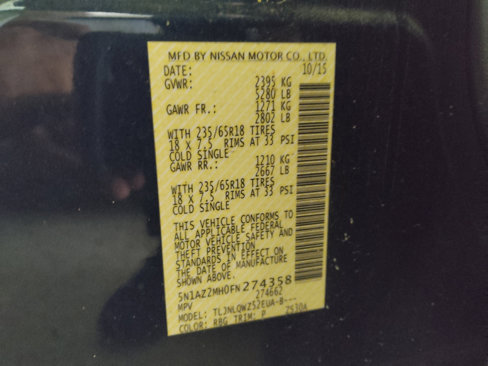 MFD BY NISSAN MOTOR CO., LTD.
DATE: 10/15
GVWR: 2395 KG
5280 LB
GAWR FR.: 1271 KG
2802 LB
WITH 235/65R18 TIRES
18 X 7.5 RIMS AT 33 PSI
COLD SINGLE
GAWR RR.: 1210 KG
2667 LB
WITH 235/65R18 TIRES
18 X 7.5 RIMS AT 33 PSI
COLD SINGLE
THIS VEHICLE CONFORMS TO
ALL APPLICABLE FEDERAL
MOTOR VEHICLE SAFETY AND
THEFT PREVENTION
STANDARDS IN EFFECT ON
THE DATE OF MANUFACTURE
SHOWN ABOVE.
5N1AZ2MH0FN274358
MPV 274662
MODEL: TLJNLQWZ52EUA-B---
COLOR: RBG TRIM: P Z530A